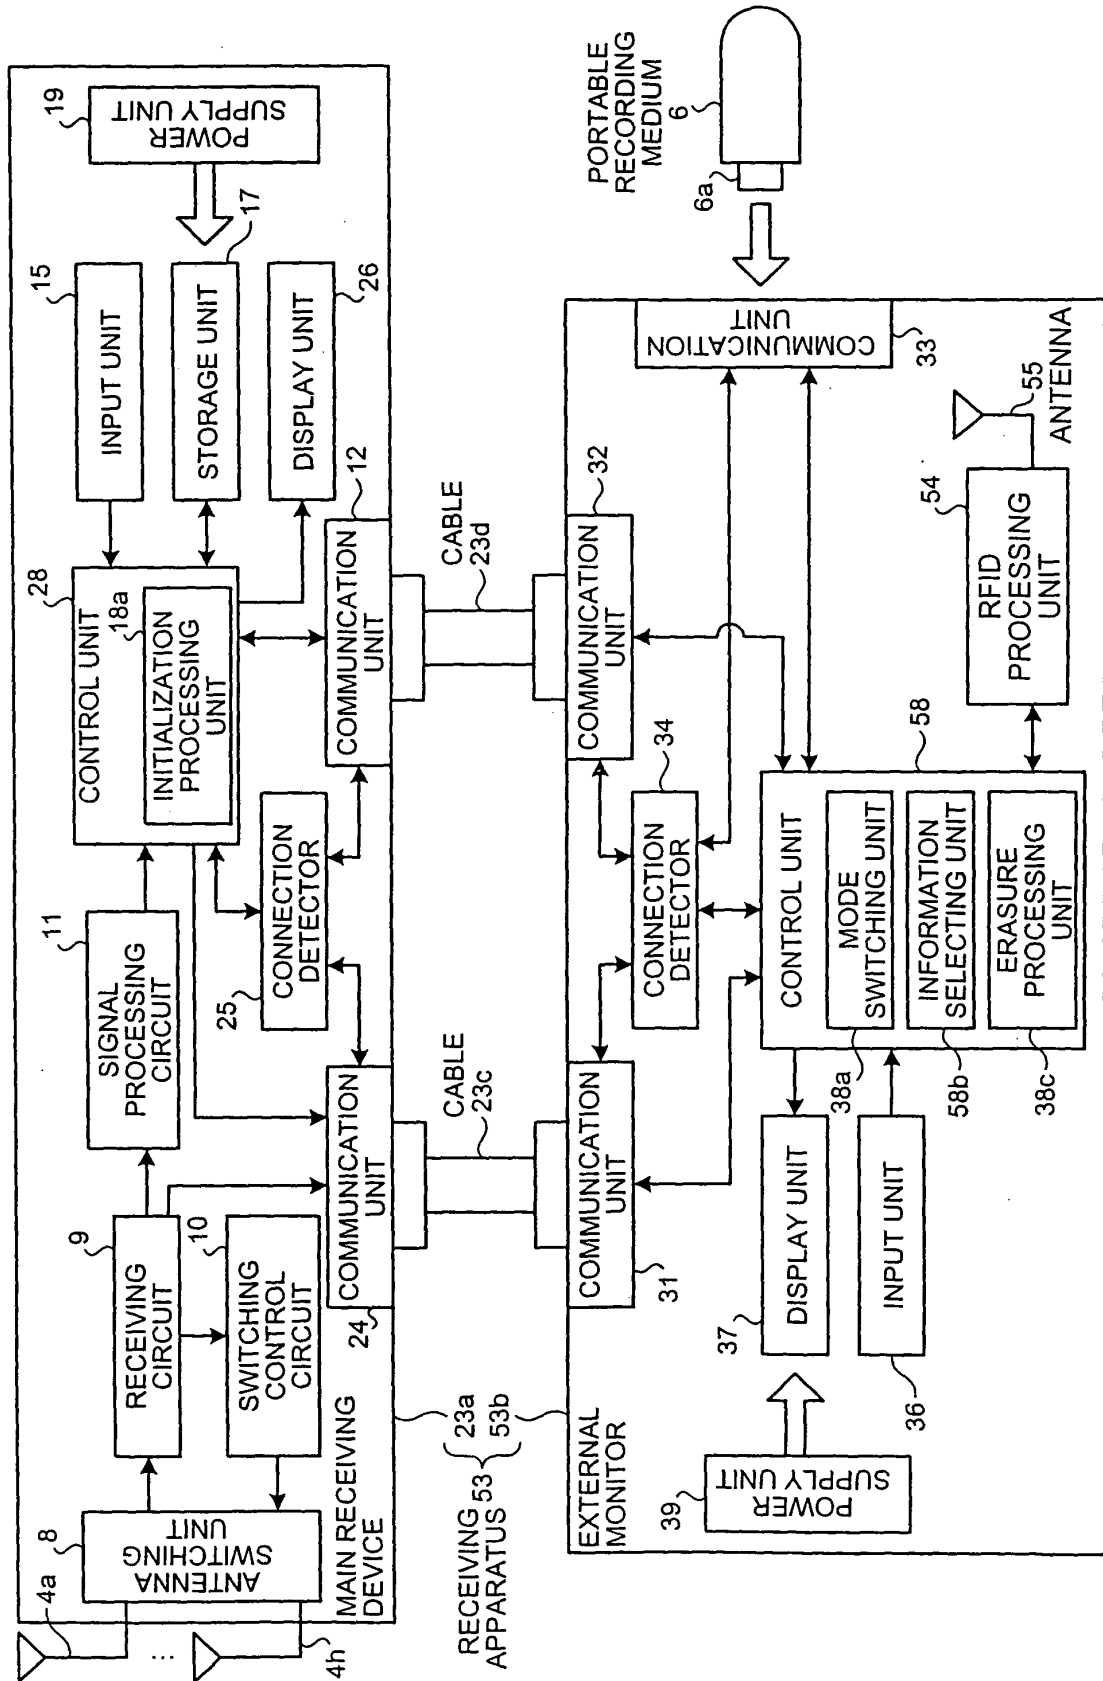 4a
...
4h
8
ANTENNA
SWITCHING
UNIT
9
RECEIVING
CIRCUIT
10
SWITCHING
CONTROL
CIRCUIT
11
SIGNAL
PROCESSING
CIRCUIT
28
CONTROL UNIT
18a
INITIALIZATION
PROCESSING
UNIT
15
INPUT UNIT
17
STORAGE UNIT
26
DISPLAY UNIT
19
POWER
SUPPLY UNIT
25
CONNECTION
DETECTOR
24
COMMUNICATION
UNIT
12
COMMUNICATION
UNIT
MAIN RECEIVING
DEVICE
CABLE
23c
CABLE
23d
RECEIVING
APPARATUS 53
23a
53b
EXTERNAL
MONITOR
31
COMMUNICATION
UNIT
32
COMMUNICATION
UNIT
33
COMMUNICATION
UNIT
34
CONNECTION
DETECTOR
PORTABLE
RECORDING
MEDIUM
6
6a
39
POWER
SUPPLY UNIT
37
DISPLAY UNIT
36
INPUT UNIT
58
CONTROL UNIT
38a
MODE
SWITCHING UNIT
58b
INFORMATION
SELECTING UNIT
38c
ERASURE
PROCESSING
UNIT
54
RFID
PROCESSING
UNIT
55
ANTENNA